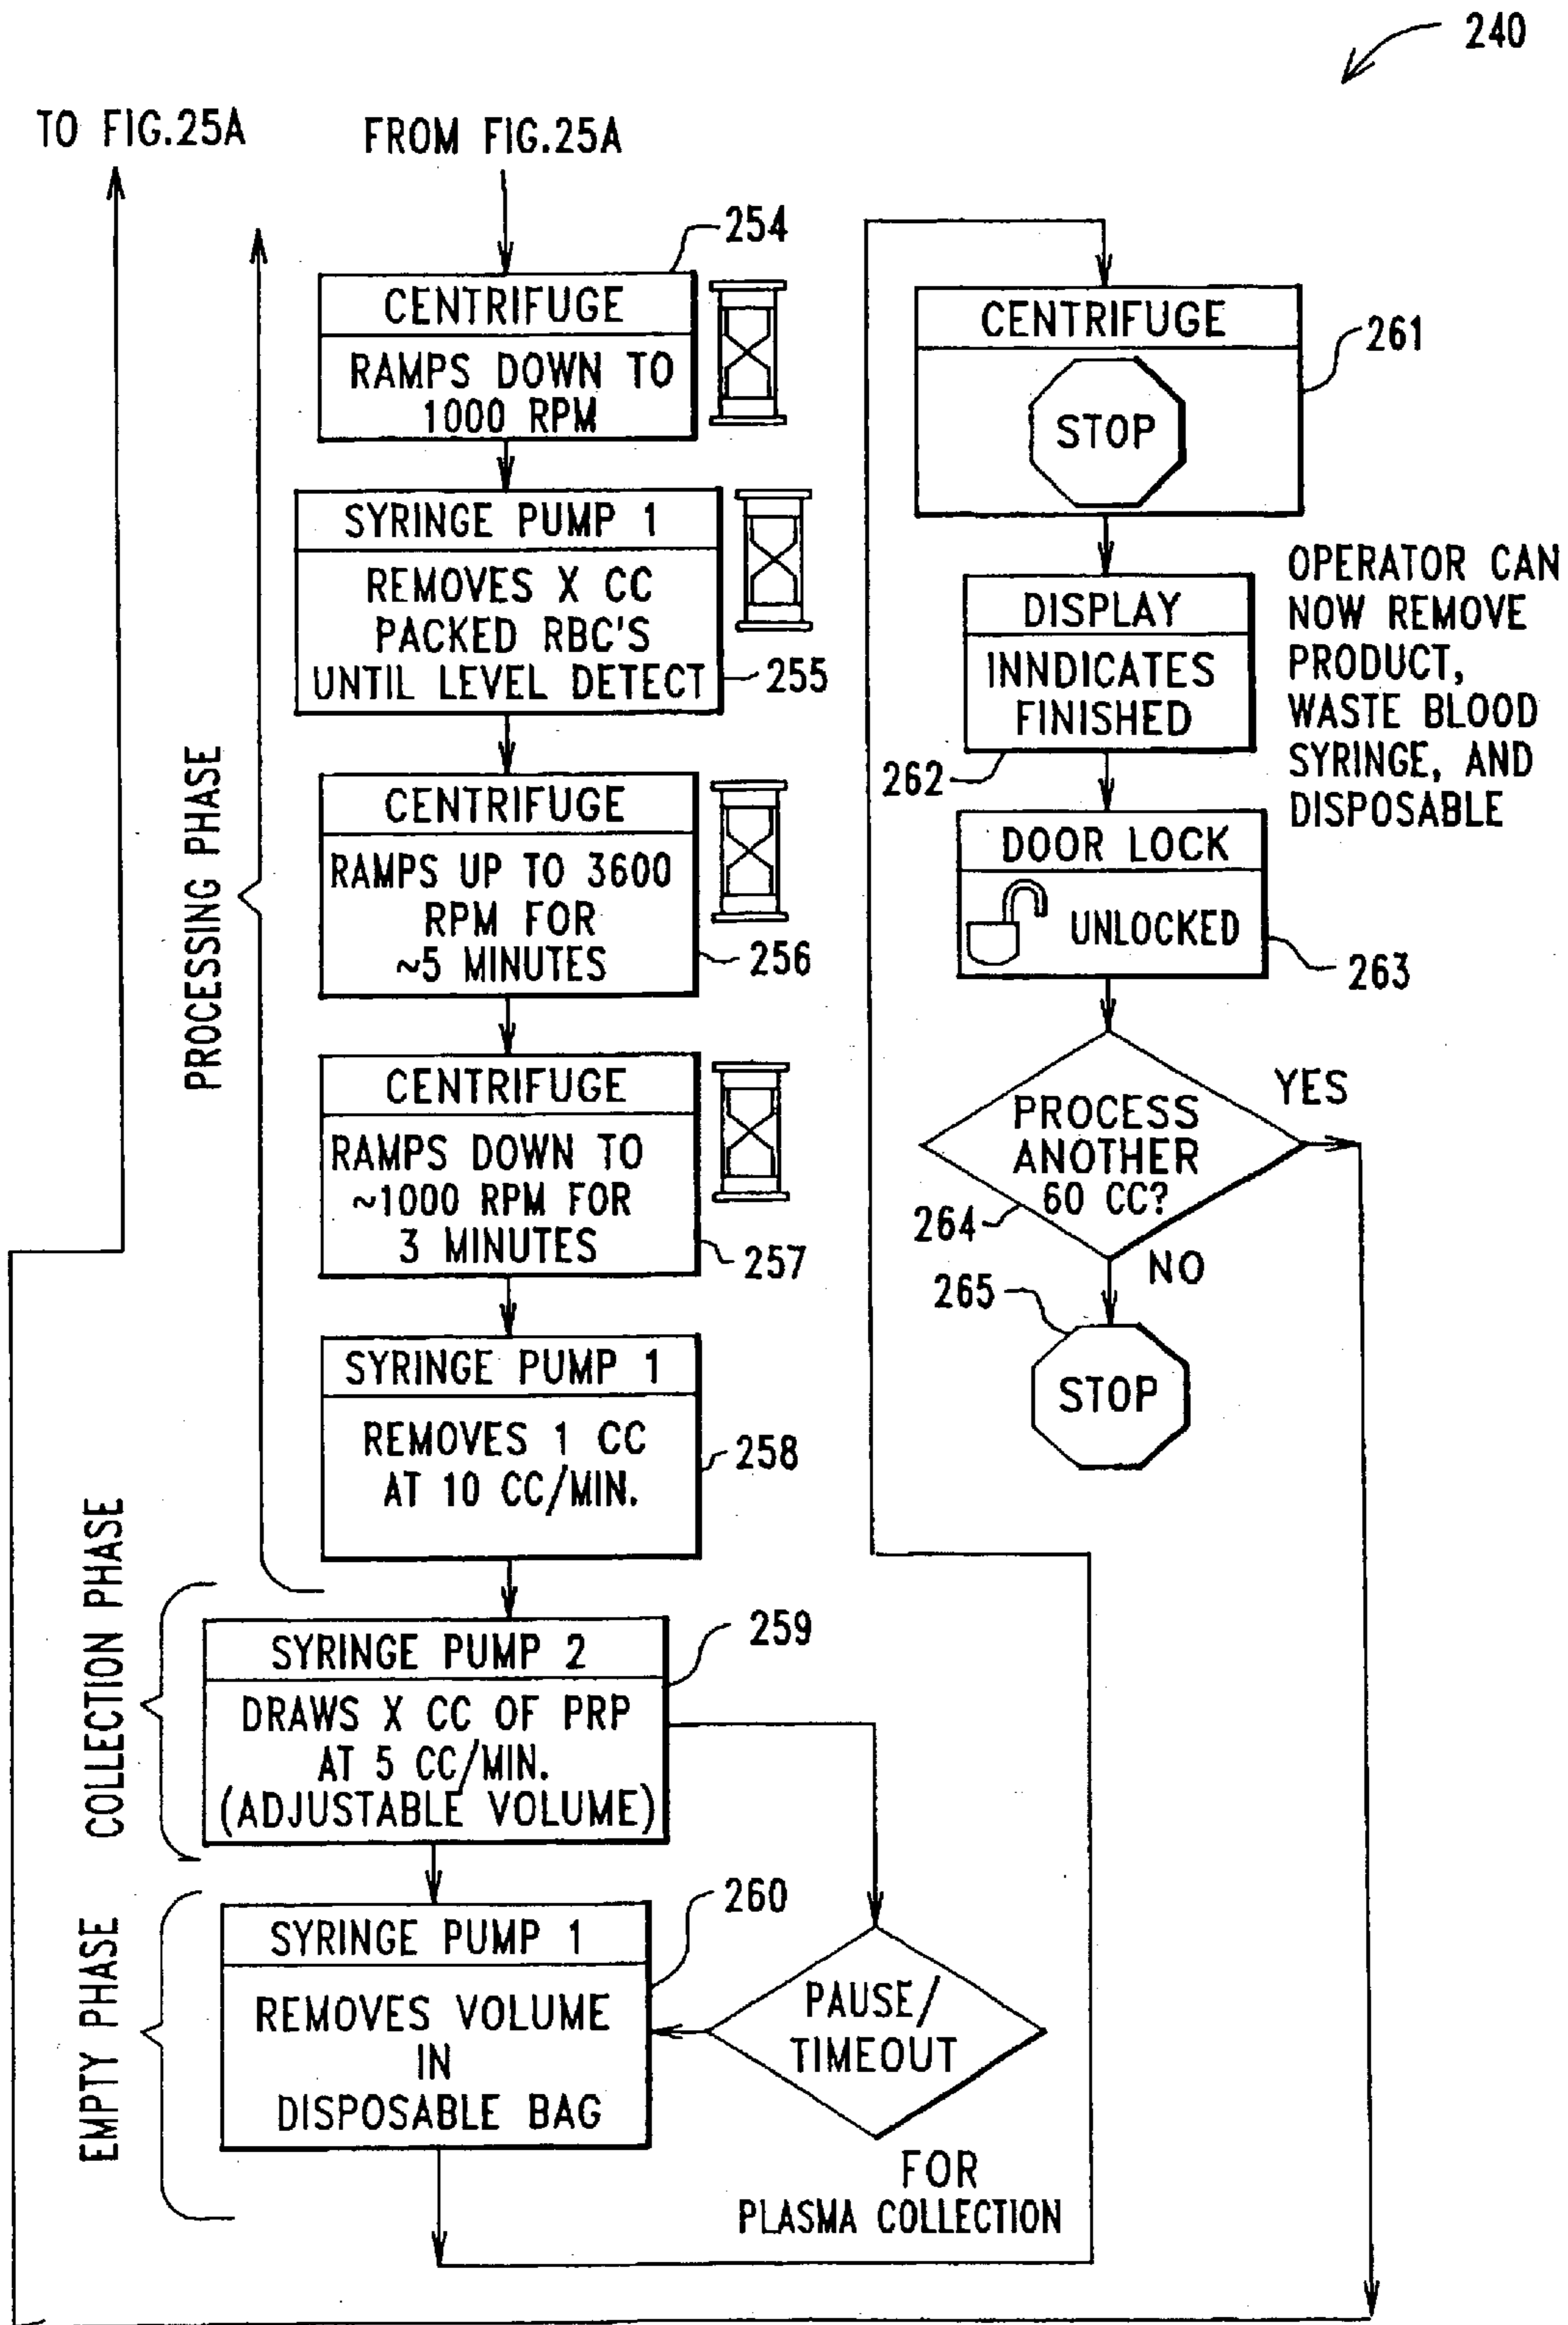 240
TO FIG.25A
FROM FIG.25A
PROCESSING PHASE
254
CENTRIFUGE
RAMPS DOWN TO
1000 RPM
SYRINGE PUMP 1
REMOVES X CC
PACKED RBC'S
UNTIL LEVEL DETECT
255
CENTRIFUGE
RAMPS UP TO 3600
RPM FOR
~5 MINUTES
256
CENTRIFUGE
RAMPS DOWN TO
~1000 RPM FOR
3 MINUTES
257
SYRINGE PUMP 1
REMOVES 1 CC
AT 10 CC/MIN.
258
COLLECTION PHASE
259
SYRINGE PUMP 2
DRAWS X CC OF PRP
AT 5 CC/MIN.
(ADJUSTABLE VOLUME)
EMPTY PHASE
260
SYRINGE PUMP 1
REMOVES VOLUME
IN
DISPOSABLE BAG
PAUSE/
TIMEOUT
FOR
PLASMA COLLECTION
CENTRIFUGE
261
STOP
DISPLAY
INNDICATES
FINISHED
262
OPERATOR CAN
NOW REMOVE
PRODUCT,
WASTE BLOOD
SYRINGE, AND
DISPOSABLE
DOOR LOCK
UNLOCKED
263
PROCESS
ANOTHER
60 CC?
264
YES
NO
265
STOP